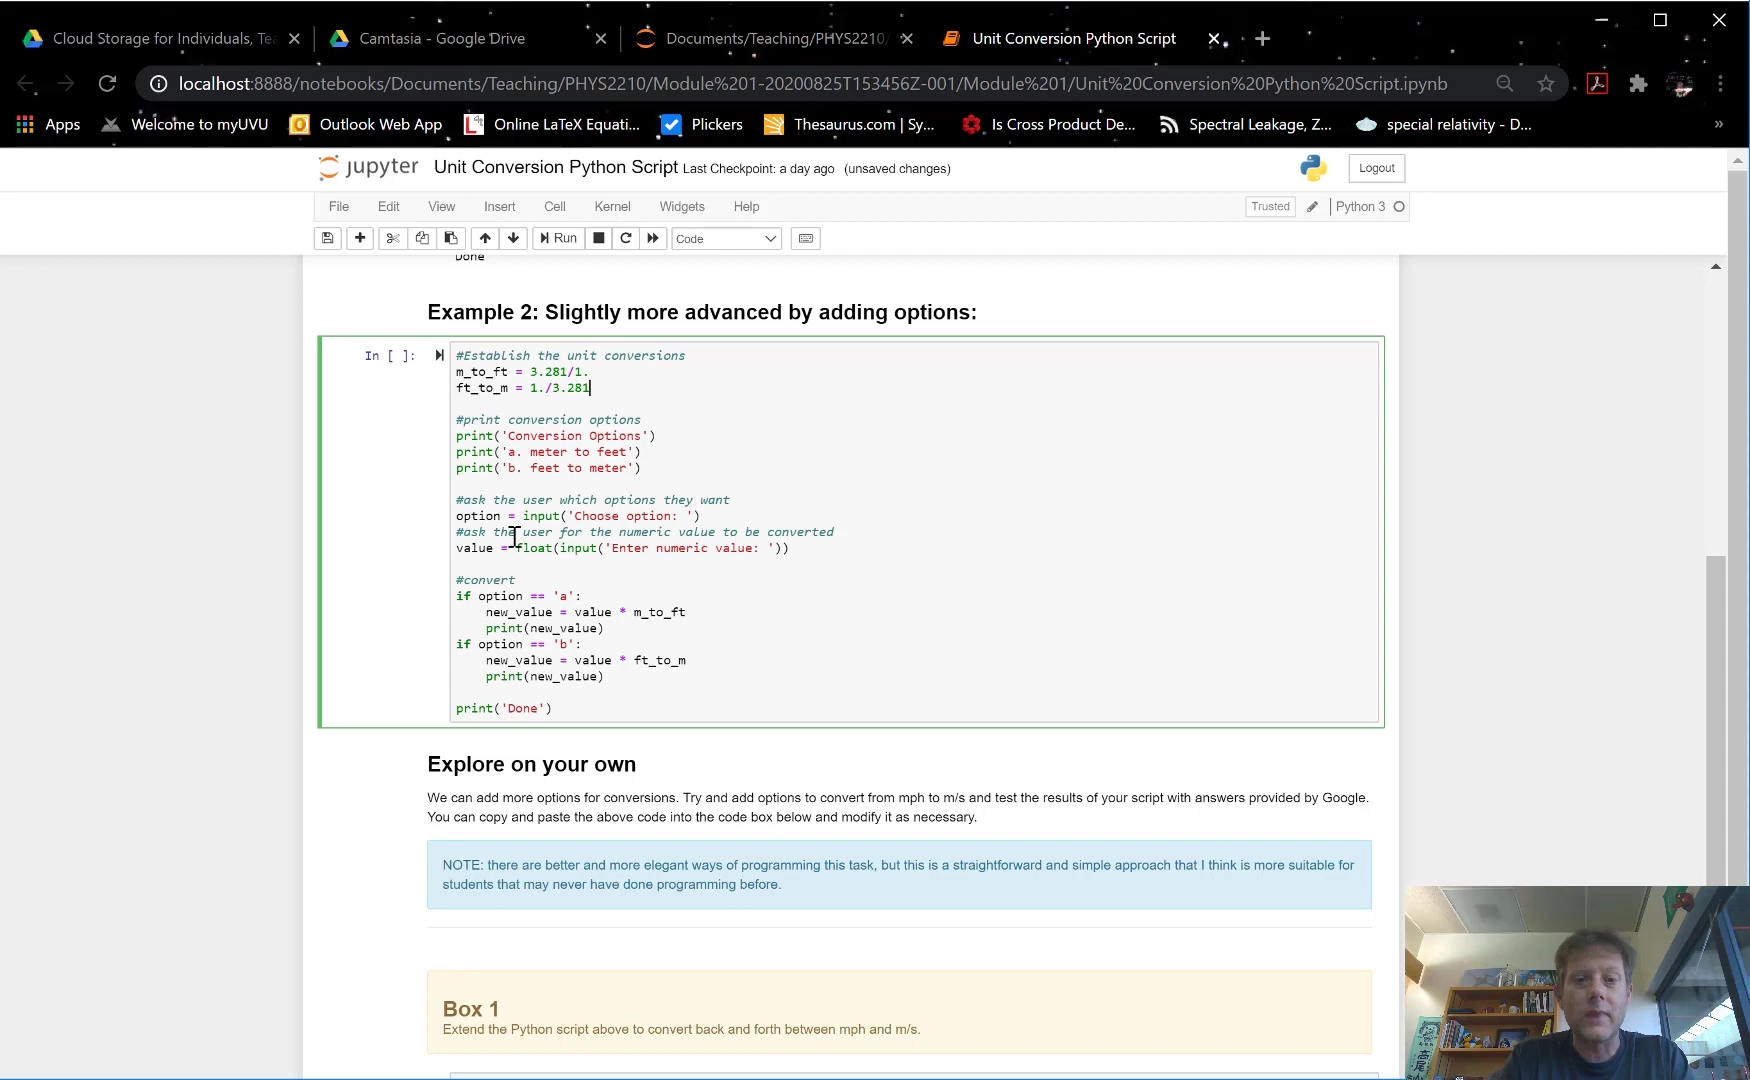 Cloud Storage for Individuals, Tea
Camtasia - Google Drive
Documents/Teaching/PHYS2210/
Unit Conversion Python Script
localhost:8888/notebooks/Documents/Teaching/PHYS2210/Module%201-20200825T153456Z-001/Module%201/Unit%20Conversion%20Python%20Script.ipynb
Apps
Welcome to myUVU
Outlook Web App
Online LaTeX Equati...
Plickers
Thesaurus.com | Sy...
Is Cross Product De...
Spectral Leakage, Z...
special relativity - D...
»
jupyter Unit Conversion Python Script Last Checkpoint: a day ago (unsaved changes)
Logout
File Edit View Insert Cell Kernel Widgets Help
Trusted
Python 3
Run
Code
Done
Example 2: Slightly more advanced by adding options:
In [ ]:
#Establish the unit conversions
m_to_ft = 3.281/1.
ft_to_m = 1./3.281
#print conversion options
print('Conversion Options')
print('a. meter to feet')
print('b. feet to meter')
#ask the user which options they want
option = input('Choose option: ')
#ask the user for the numeric value to be converted
value = float(input('Enter numeric value: '))
#convert
if option == 'a':
new_value = value * m_to_ft
print(new_value)
if option == 'b':
new_value = value * ft_to_m
print(new_value)
print('Done')
Explore on your own
We can add more options for conversions. Try and add options to convert from mph to m/s and test the results of your script with answers provided by Google.
You can copy and paste the above code into the code box below and modify it as necessary.
NOTE: there are better and more elegant ways of programming this task, but this is a straightforward and simple approach that I think is more suitable for
students that may never have done programming before.
Box 1
Extend the Python script above to convert back and forth between mph and m/s.